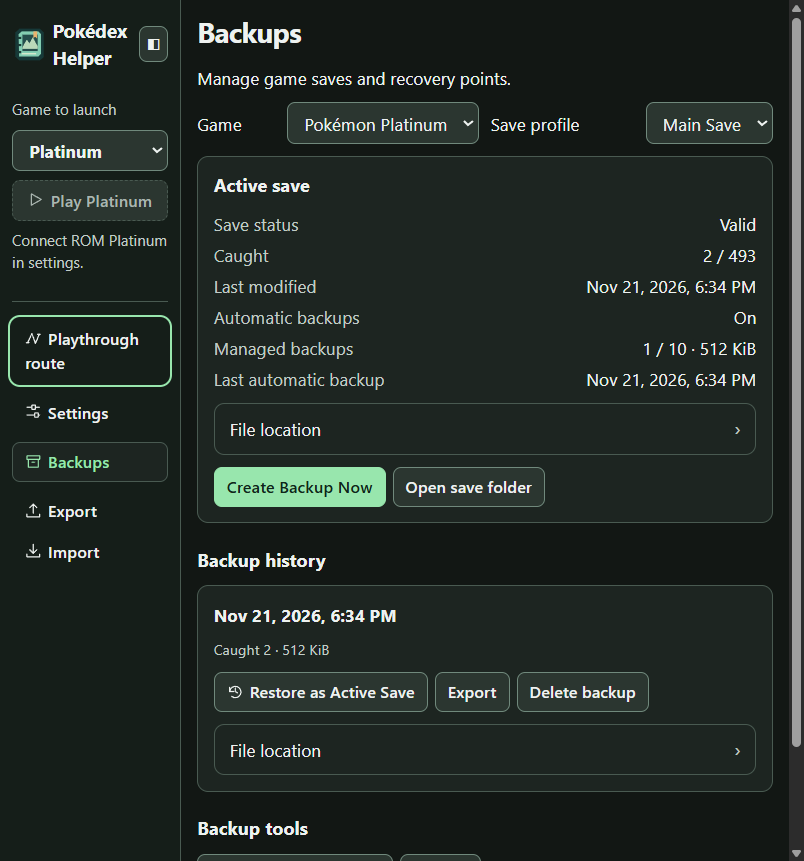 Pokédex
Helper
Game to launch
Platinum
Play Platinum
Connect ROM Platinum
in settings.
Playthrough
route
Settings
Backups
Export
Import
Backups
Manage game saves and recovery points.
Game
Pokémon Platinum
Save profile
Main Save
Active save
Save status Valid
Caught 2 / 493
Last modified Nov 21, 2026, 6:34 PM
Automatic backups On
Managed backups 1 / 10 · 512 KiB
Last automatic backup Nov 21, 2026, 6:34 PM
File location
Create Backup Now Open save folder
Backup history
Nov 21, 2026, 6:34 PM
Caught 2 · 512 KiB
Restore as Active Save Export Delete backup
File location
Backup tools